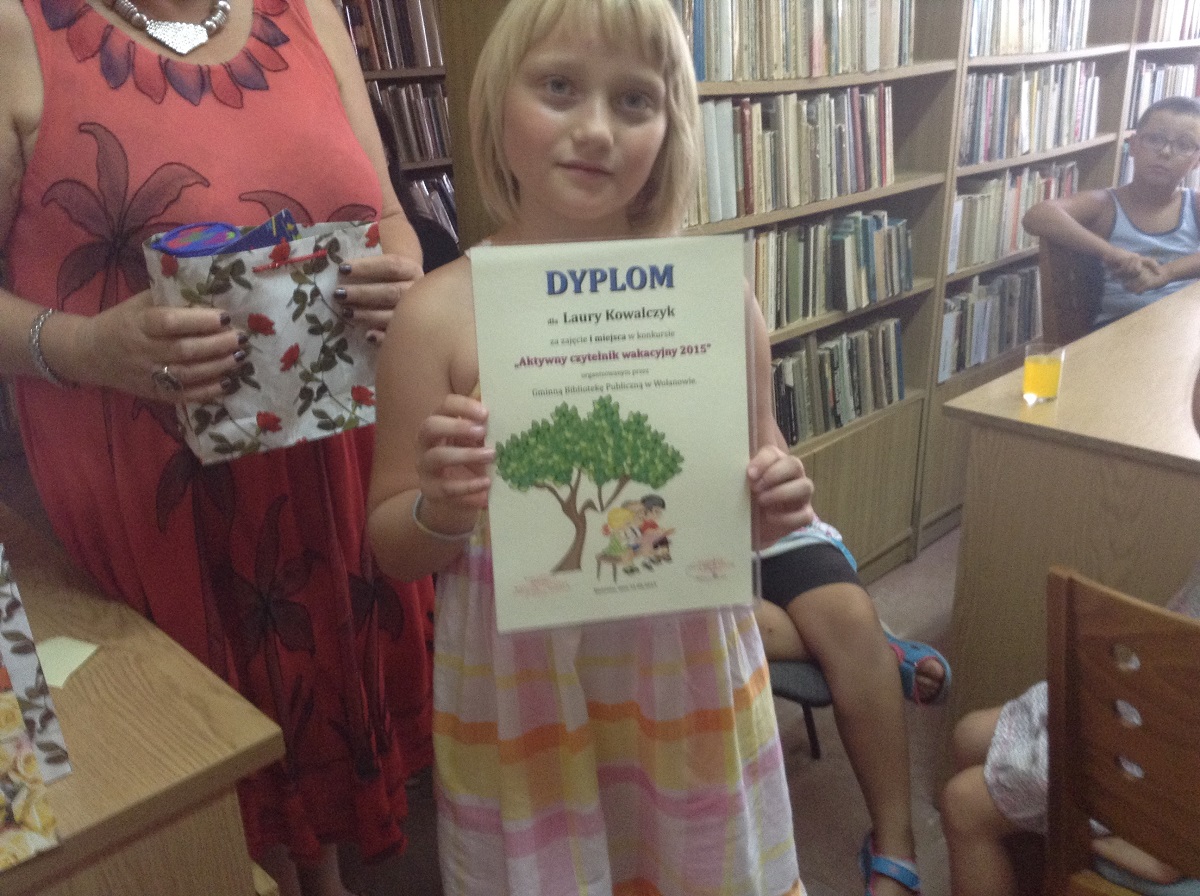 DYPLOM
dla Laury Kowalczyk
za zajęcie I miejsca w konkursie
„Aktywny czytelnik wakacyjny 2015"
organizowanym przez
Gminną Bibliotekę Publiczną w Wolanowie.